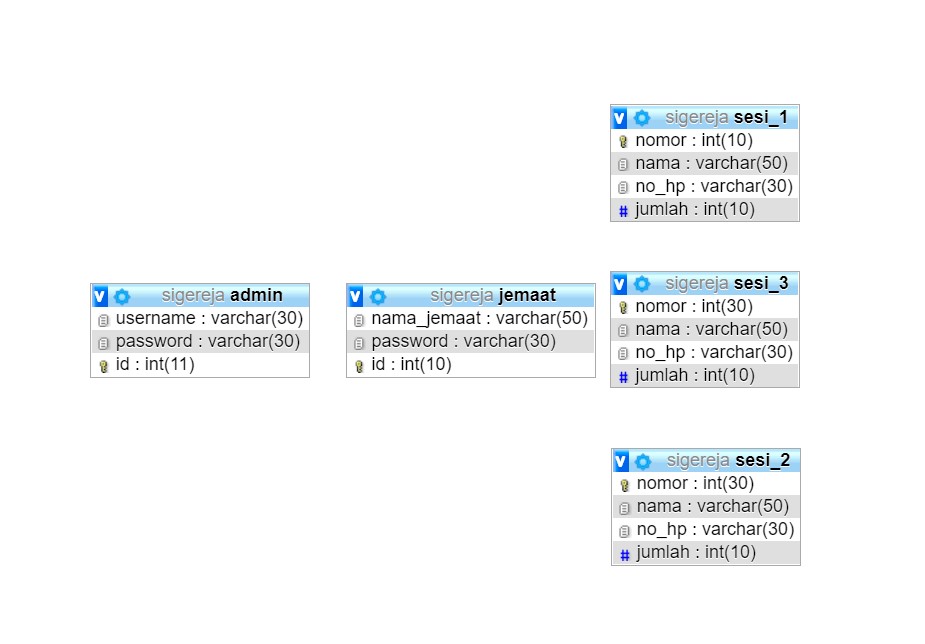 sigereja admin
username : varchar(30)
password : varchar(30)
id : int(11)
sigereja jemaat
nama_jemaat : varchar(50)
password : varchar(30)
id : int(10)
sigereja sesi_1
nomor : int(10)
nama : varchar(50)
no_hp : varchar(30)
# jumlah : int(10)
sigereja sesi_3
nomor : int(30)
nama : varchar(50)
no_hp : varchar(30)
# jumlah : int(10)
sigereja sesi_2
nomor : int(30)
nama : varchar(50)
no_hp : varchar(30)
# jumlah : int(10)